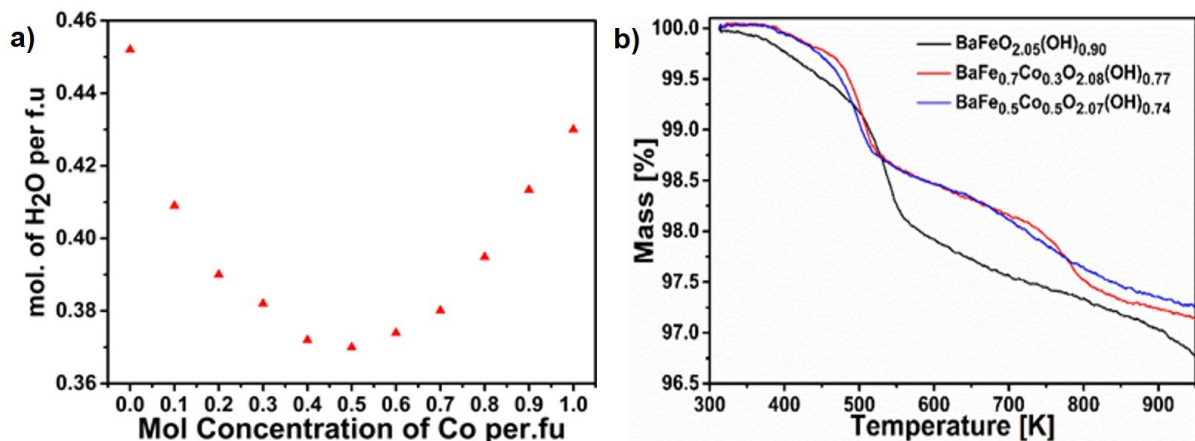 a)
mol. of H₂O per f.u
0.46
0.44
0.42
0.40
0.38
0.36
0.0 0.1 0.2 0.3 0.4 0.5 0.6 0.7 0.8 0.9 1.0
Mol Concentration of Co per.fu
b)
Mass [%]
100.0
99.5
99.0
98.5
98.0
97.5
97.0
96.5
BaFeO₂.₀₅(OH)₀.₉₀
BaFe₀.₇Co₀.₃O₂.₀₈(OH)₀.₇₇
BaFe₀.₅Co₀.₅O₂.₀₇(OH)₀.₇₄
300 400 500 600 700 800 900
Temperature [K]